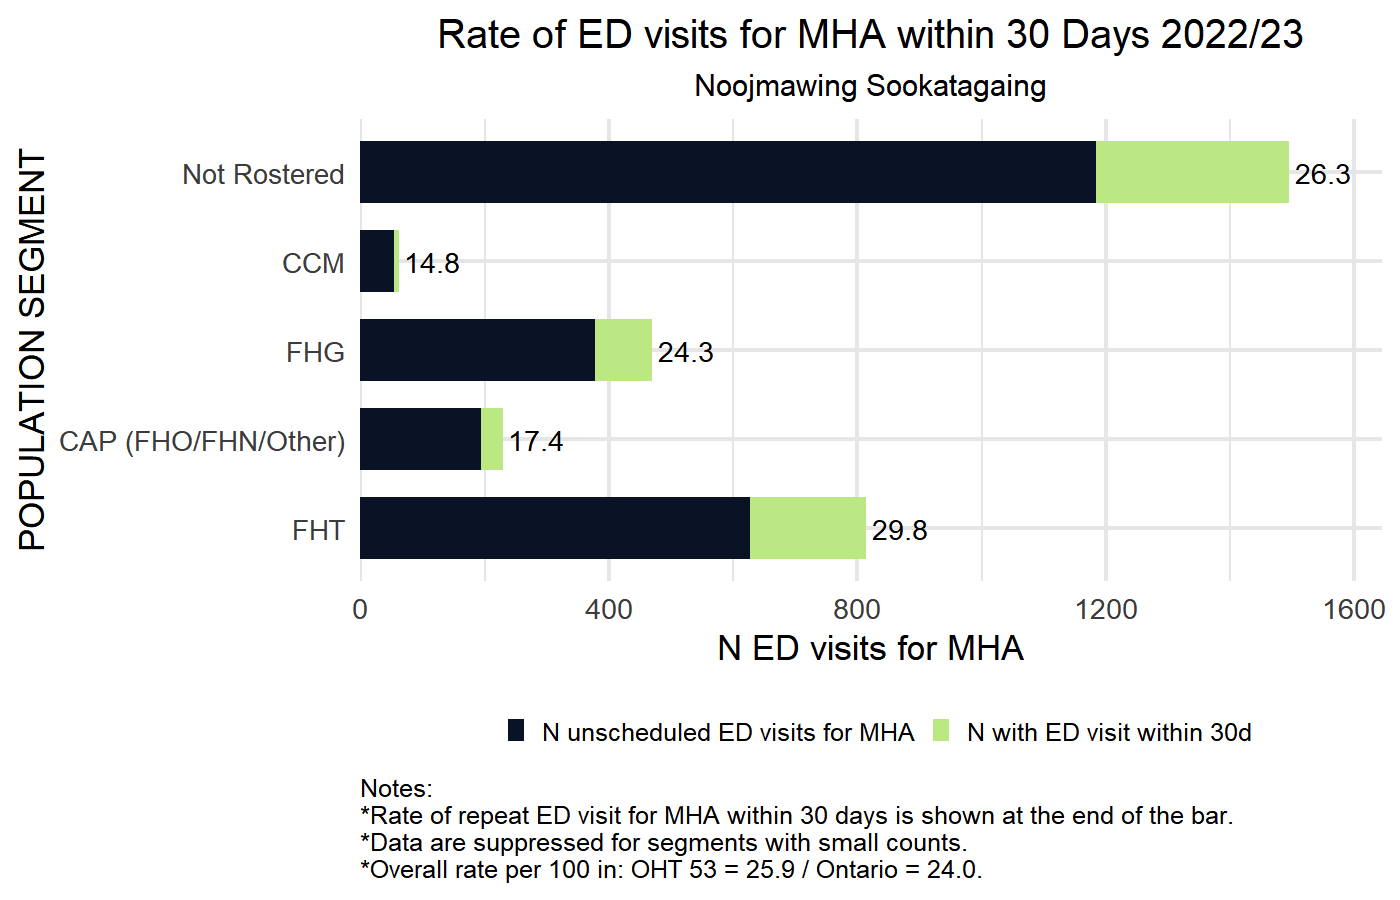 Rate of ED visits for MHA within 30 Days 2022/23
Noojmawing Sookatagaing
POPULATION SEGMENT
Not Rostered
26.3
CCM
14.8
FHG
24.3
CAP (FHO/FHN/Other)
17.4
FHT
29.8
0 400 800 1200 1600
N ED visits for MHA
N unscheduled ED visits for MHA N with ED visit within 30d
Notes:
*Rate of repeat ED visit for MHA within 30 days is shown at the end of the bar.
*Data are suppressed for segments with small counts.
*Overall rate per 100 in: OHT 53 = 25.9 / Ontario = 24.0.